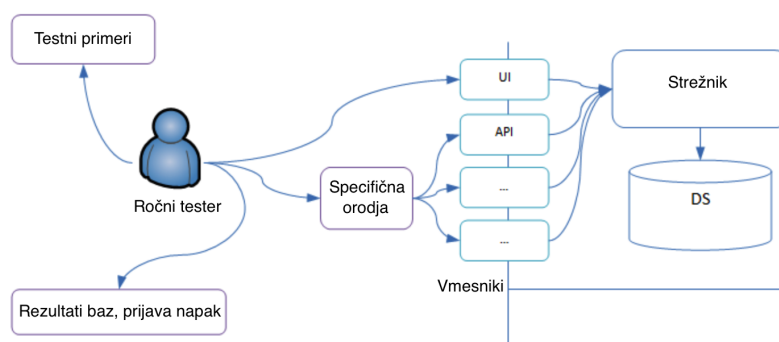 Testni primeri
UI
Strežnik
API
Specifična
orodja
...
Ročni tester
DS
...
Vmesniki
Rezultati baz, prijava napak